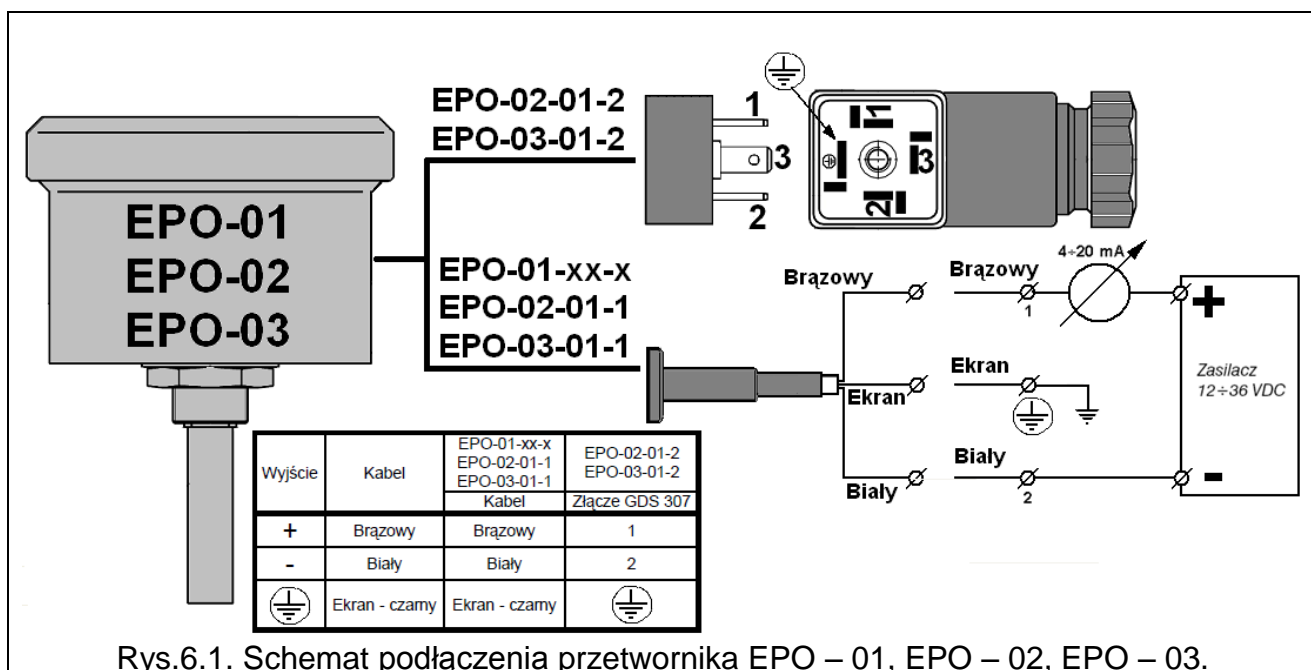 EPO-02-01-2
EPO-03-01-2
1
3
2
1
3
2
EPO-01
EPO-02
EPO-03
EPO-01-xx-x
EPO-02-01-1
EPO-03-01-1
4÷20 mA
Brązowy
Brązowy
1
+
Zasilacz
12÷36 VDC
Ekran
Ekran
Biały
Biały
2
-
Wyjście
Kabel
EPO-01-xx-x
EPO-02-01-1
EPO-03-01-1
EPO-02-01-2
EPO-03-01-2
Kabel
Złącze GDS 307
+ Brązowy Brązowy 1
- Biały Biały 2
Ekran - czarny Ekran - czarny
Rys.6.1. Schemat podłączenia przetwornika EPO – 01, EPO – 02, EPO – 03.